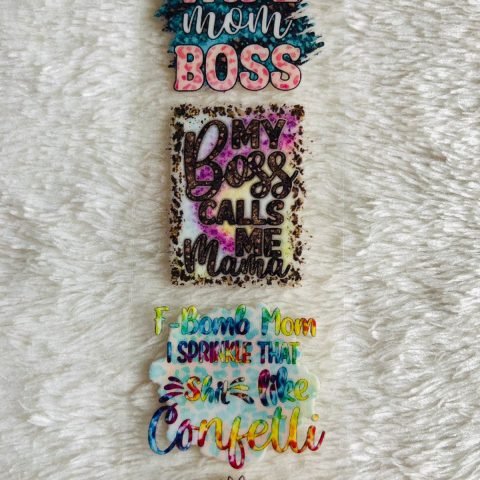 mom
BOSS
MY
Boss
CALLS
ME
Mama
F-Bomb Mom
I SPRINKLE THAT
like
Confetti